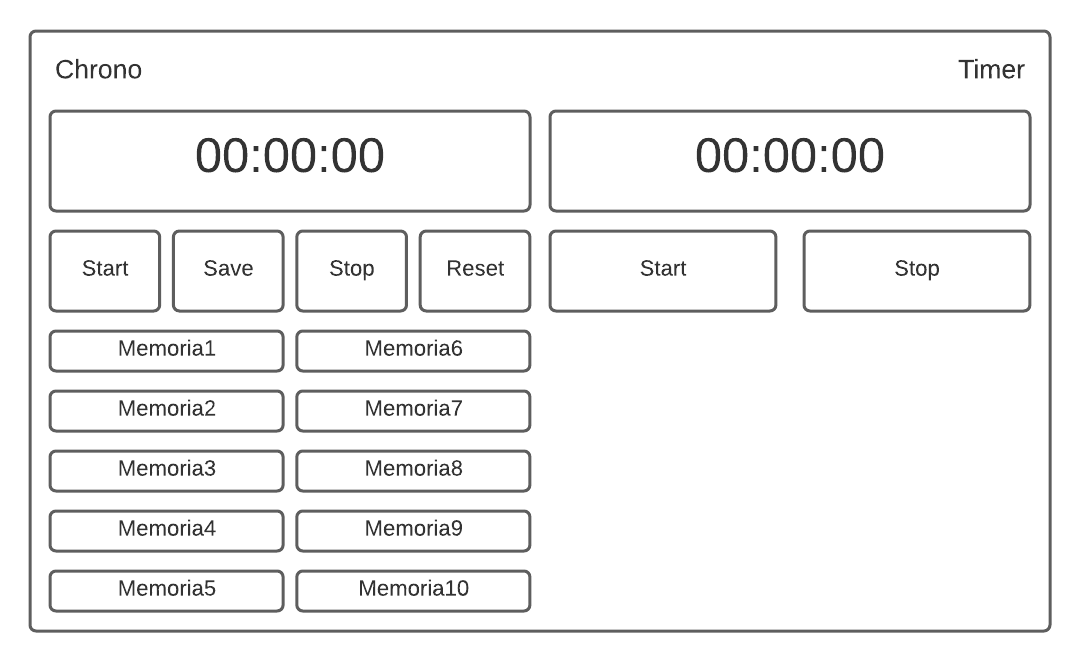 Chrono
Timer
00:00:00
00:00:00
Start
Save
Stop
Reset
Start
Stop
Memoria1
Memoria6
Memoria2
Memoria7
Memoria3
Memoria8
Memoria4
Memoria9
Memoria5
Memoria10